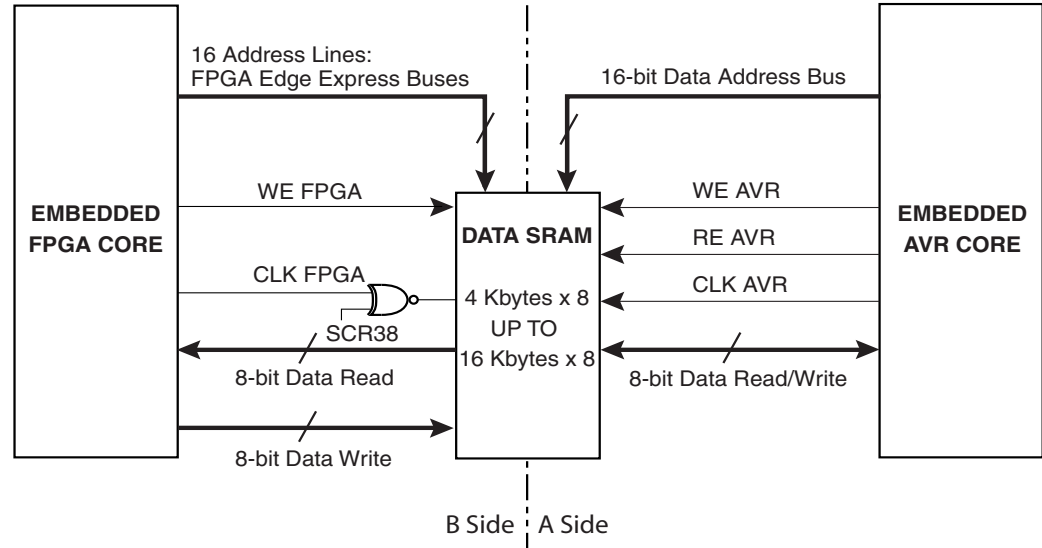 16 Address Lines:
FPGA Edge Express Buses
16-bit Data Address Bus
EMBEDDED
FPGA CORE
WE FPGA
CLK FPGA
SCR38
8-bit Data Read
8-bit Data Write
DATA SRAM
4 Kbytes x 8
UP TO
16 Kbytes x 8
WE AVR
RE AVR
CLK AVR
8-bit Data Read/Write
EMBEDDED
AVR CORE
B Side
A Side